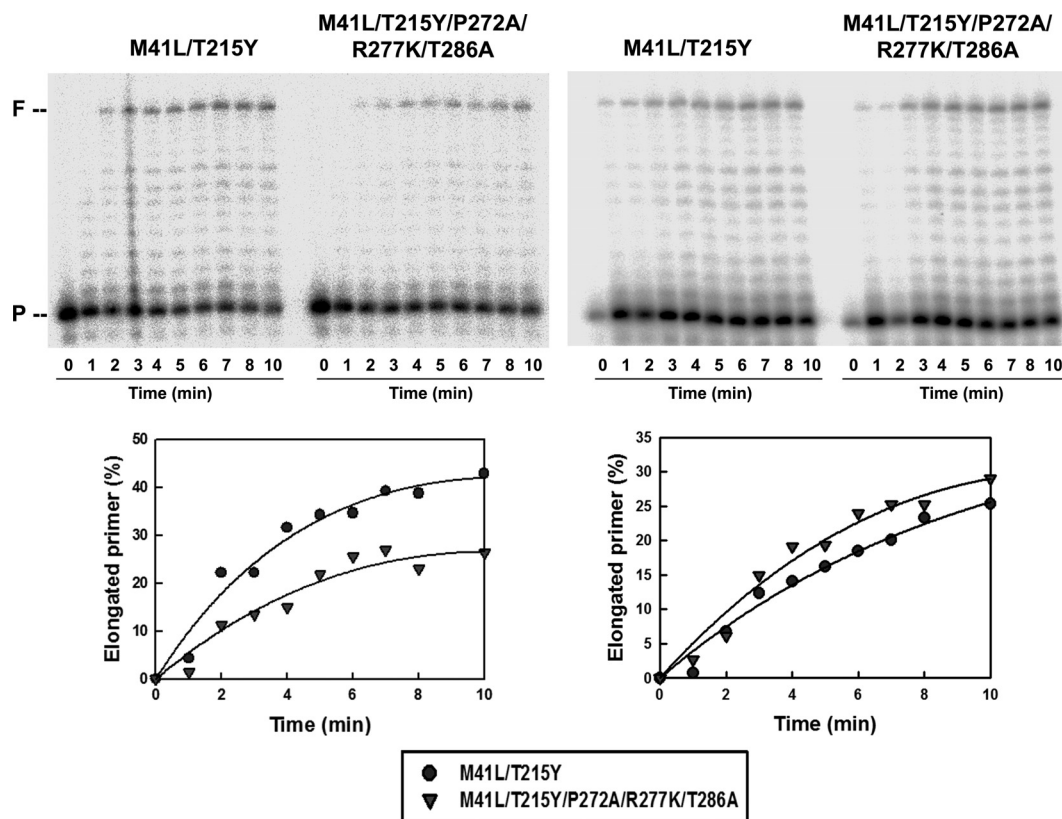 M41L/T215Y
M41L/T215Y/P272A/
R277K/T286A
M41L/T215Y
M41L/T215Y/P272A/
R277K/T286A
F --
P --
0 1 2 3 4 5 6 7 8 10
Time (min)
0 1 2 3 4 5 6 7 8 10
Time (min)
0 1 2 3 4 5 6 7 8 10
Time (min)
0 1 2 3 4 5 6 7 8 10
Time (min)
Elongated primer (%)
50
40
30
20
10
0
0 2 4 6 8 10
Time (min)
Elongated primer (%)
35
30
25
20
15
10
5
0
0 2 4 6 8 10
Time (min)
M41L/T215Y
M41L/T215Y/P272A/R277K/T286A